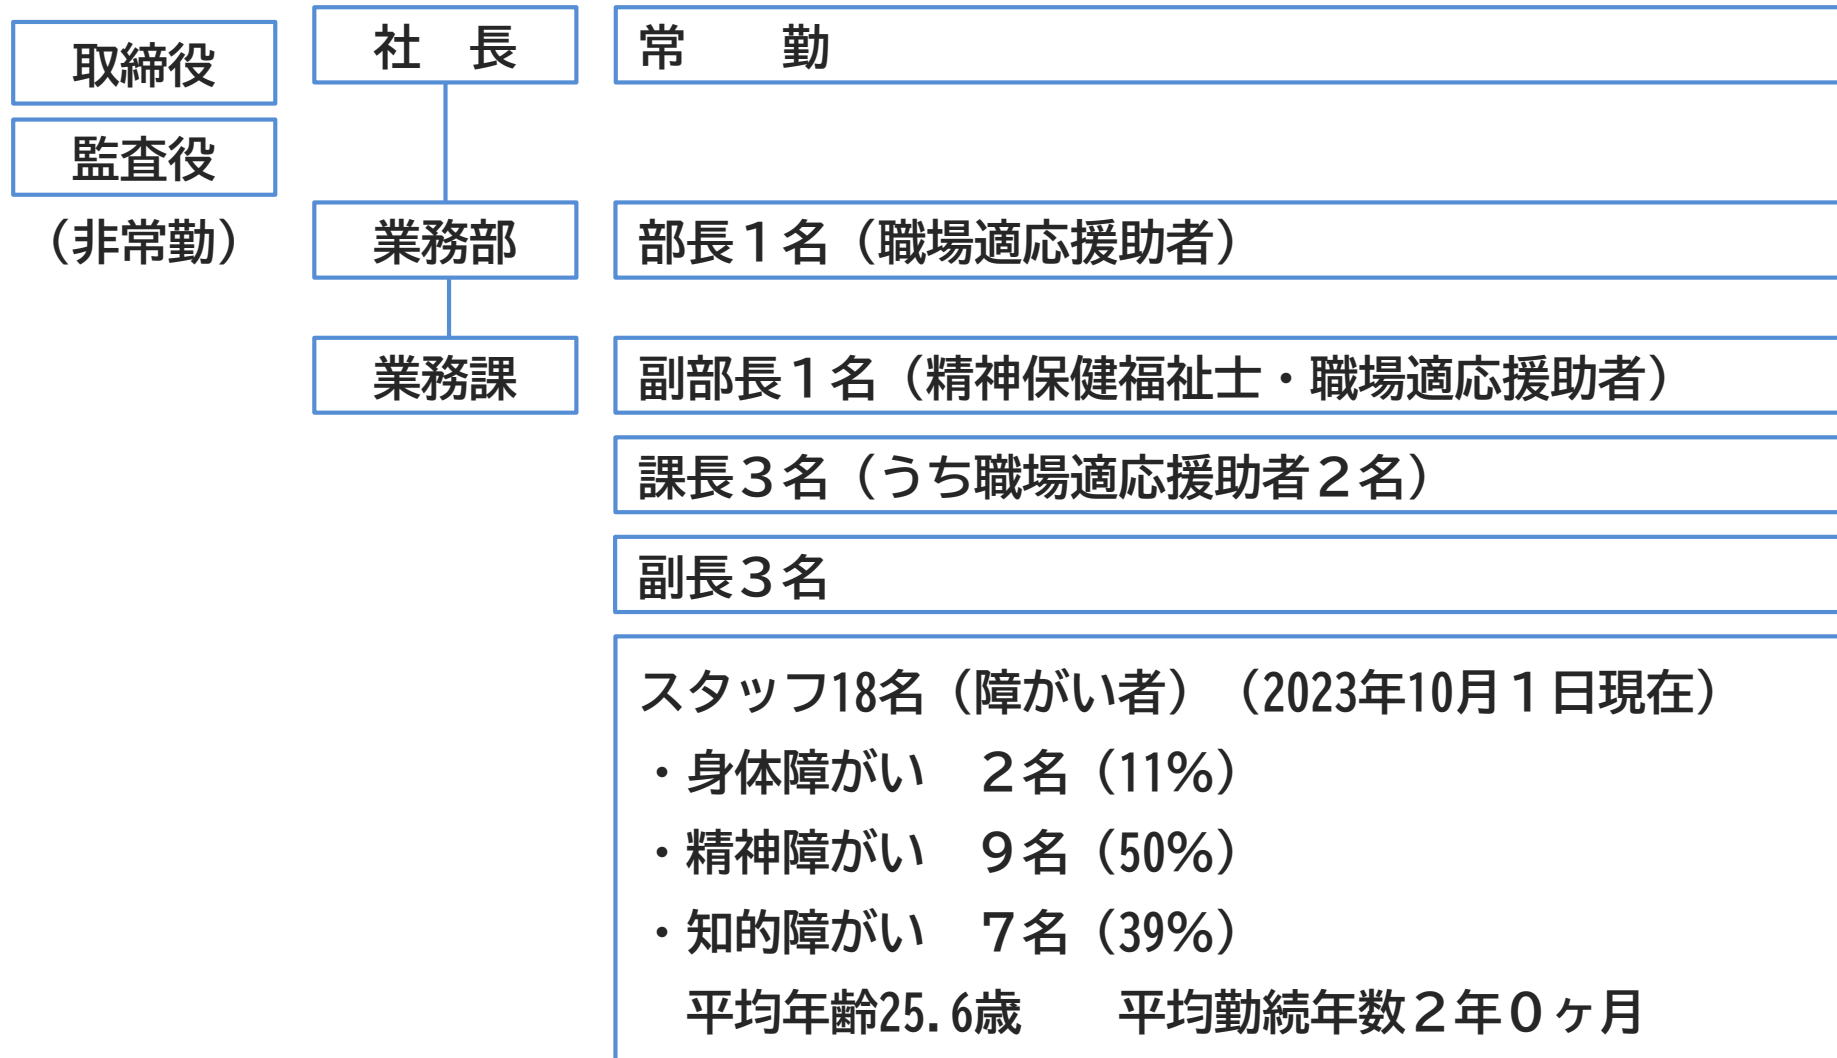 取締役
監査役
（非常勤）
社　長
常　　勤
業務部
部長１名（職場適応援助者）
業務課
副部長１名（精神保健福祉士・職場適応援助者）
課長３名（うち職場適応援助者２名）
副長３名
スタッフ18名（障がい者）（2023年10月１日現在）
・身体障がい　２名（11％）
・精神障がい　９名（50％）
・知的障がい　７名（39％）
平均年齢25.6歳　　平均勤続年数２年０ヶ月